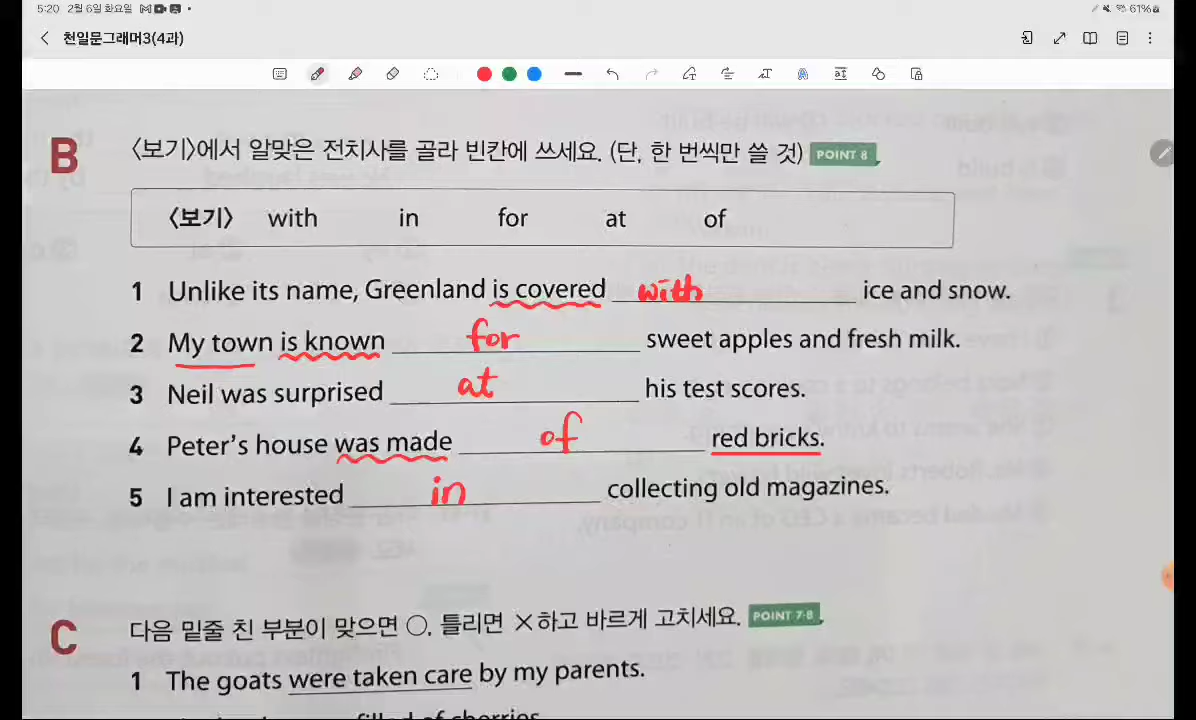 5:20 2월 6일 화요일 61%
천일문그래머3(4과)
B 〈보기〉에서 알맞은 전치사를 골라 빈칸에 쓰세요. (단, 한 번씩만 쓸 것) POINT 8
〈보기〉 with in for at of
1 Unlike its name, Greenland is covered with ice and snow.
2 My town is known for sweet apples and fresh milk.
3 Neil was surprised at his test scores.
4 Peter's house was made of red bricks.
5 I am interested in collecting old magazines.
C 다음 밑줄 친 부분이 맞으면 ○, 틀리면 ×하고 바르게 고치세요. POINT 7-8
1 The goats were taken care by my parents.
filled of cherries